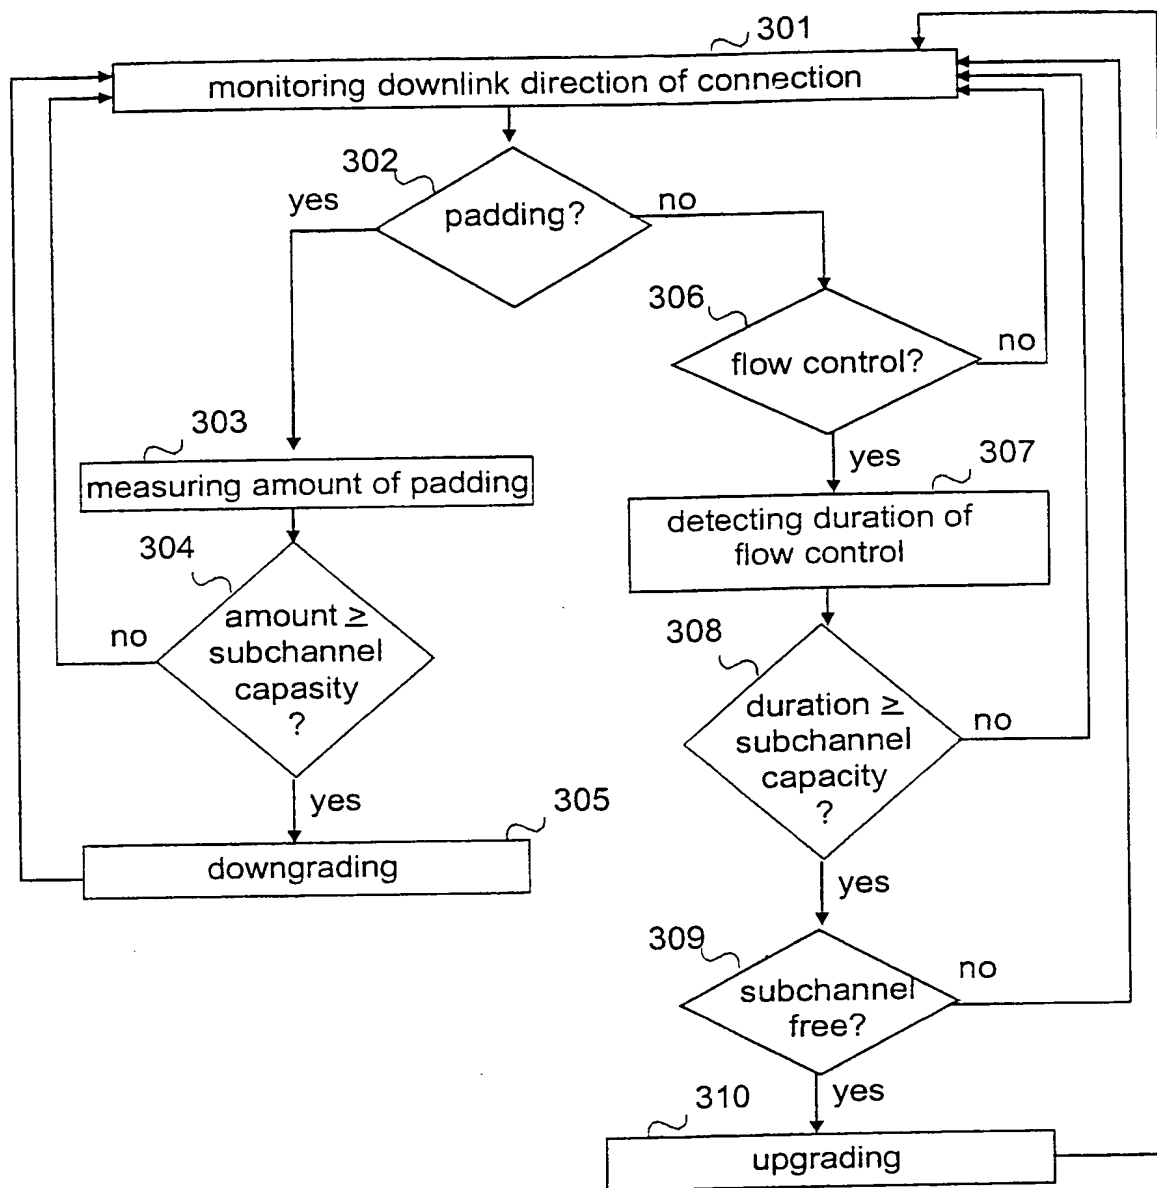 301
monitoring downlink direction of connection
302
yes
padding?
no
306
flow control?
no
303
yes
307
measuring amount of padding
detecting duration of
flow control
304
amount ≥
subchannel
capasity
?
no
308
duration ≥
subchannel
capacity
?
no
yes
305
downgrading
yes
309
subchannel
free?
no
yes
310
upgrading